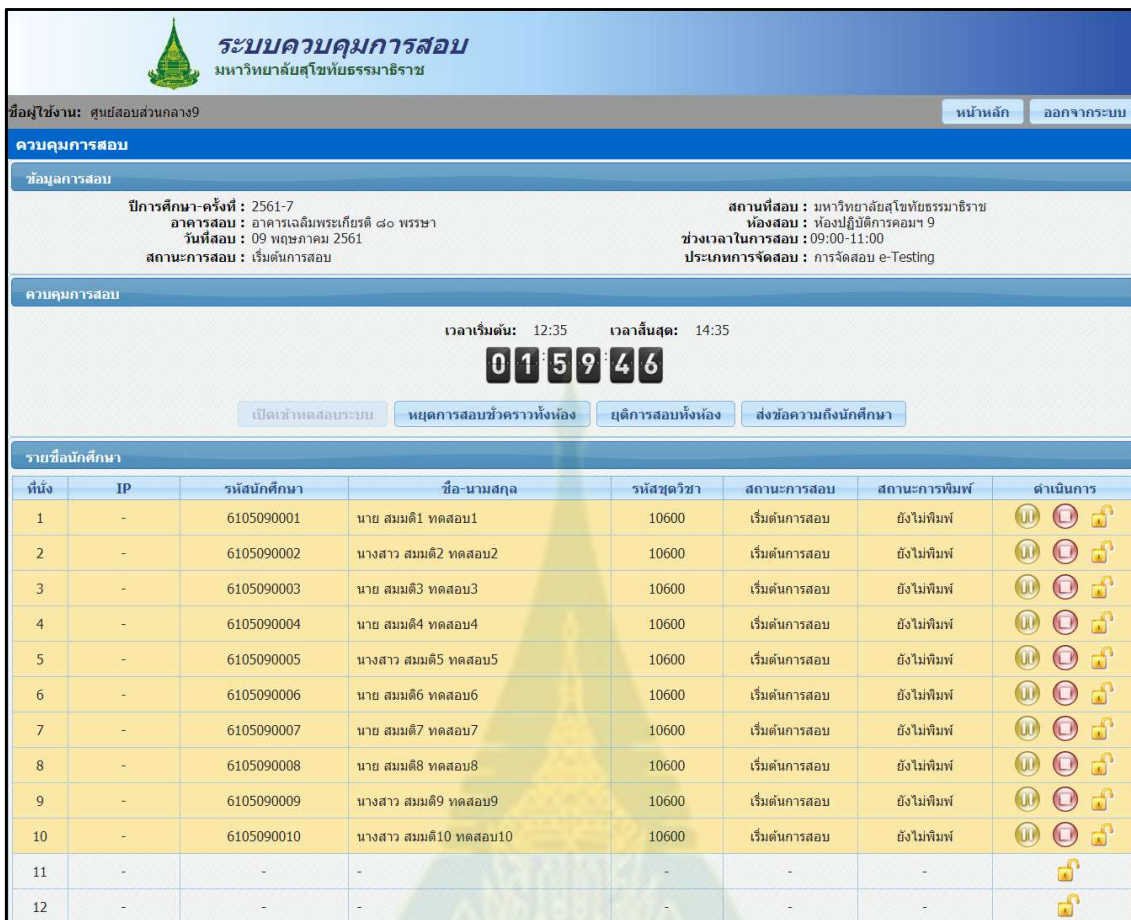 ระบบควบคุมการสอบ
มหาวิทยาลัยสุโขทัยธรรมาธิราช
ชื่อผู้ใช้งาน: ศูนย์สอบส่วนกลาง9 หน้าหลัก ออกจากระบบ
ควบคุมการสอบ
ข้อมูลการสอบ
ปีการศึกษา-ครั้งที่ : 2561-7 สถานที่สอบ : มหาวิทยาลัยสุโขทัยธรรมาธิราช
อาคารสอบ : อาคารเฉลิมพระเกียรติ ๘๐ พรรษา ห้องสอบ : ห้องปฏิบัติการคอมฯ 9
วันที่สอบ : 09 พฤษภาคม 2561 ช่วงเวลาในการสอบ : 09:00-11:00
สถานะการสอบ : เริ่มต้นการสอบ ประเภทการจัดสอบ : การจัดสอบ e-Testing
ควบคุมการสอบ
เวลาเริ่มต้น: 12:35 เวลาสิ้นสุด: 14:35
01:59:46
เปิดเข้าทดสอบระบบ หยุดการสอบชั่วคราวทั้งห้อง ยุติการสอบทั้งห้อง ส่งข้อความถึงนักศึกษา
รายชื่อนักศึกษา
ที่นั่ง IP รหัสนักศึกษา ชื่อ-นามสกุล รหัสชุดวิชา สถานะการสอบ สถานะการพิมพ์ ดำเนินการ
1 - 6105090001 นาย สมมติ1 ทดสอบ1 10600 เริ่มต้นการสอบ ยังไม่พิมพ์
2 - 6105090002 นางสาว สมมติ2 ทดสอบ2 10600 เริ่มต้นการสอบ ยังไม่พิมพ์
3 - 6105090003 นาย สมมติ3 ทดสอบ3 10600 เริ่มต้นการสอบ ยังไม่พิมพ์
4 - 6105090004 นาย สมมติ4 ทดสอบ4 10600 เริ่มต้นการสอบ ยังไม่พิมพ์
5 - 6105090005 นางสาว สมมติ5 ทดสอบ5 10600 เริ่มต้นการสอบ ยังไม่พิมพ์
6 - 6105090006 นาย สมมติ6 ทดสอบ6 10600 เริ่มต้นการสอบ ยังไม่พิมพ์
7 - 6105090007 นาย สมมติ7 ทดสอบ7 10600 เริ่มต้นการสอบ ยังไม่พิมพ์
8 - 6105090008 นาย สมมติ8 ทดสอบ8 10600 เริ่มต้นการสอบ ยังไม่พิมพ์
9 - 6105090009 นางสาว สมมติ9 ทดสอบ9 10600 เริ่มต้นการสอบ ยังไม่พิมพ์
10 - 6105090010 นางสาว สมมติ10 ทดสอบ10 10600 เริ่มต้นการสอบ ยังไม่พิมพ์
11 - - - - - -
12 - - - - - -